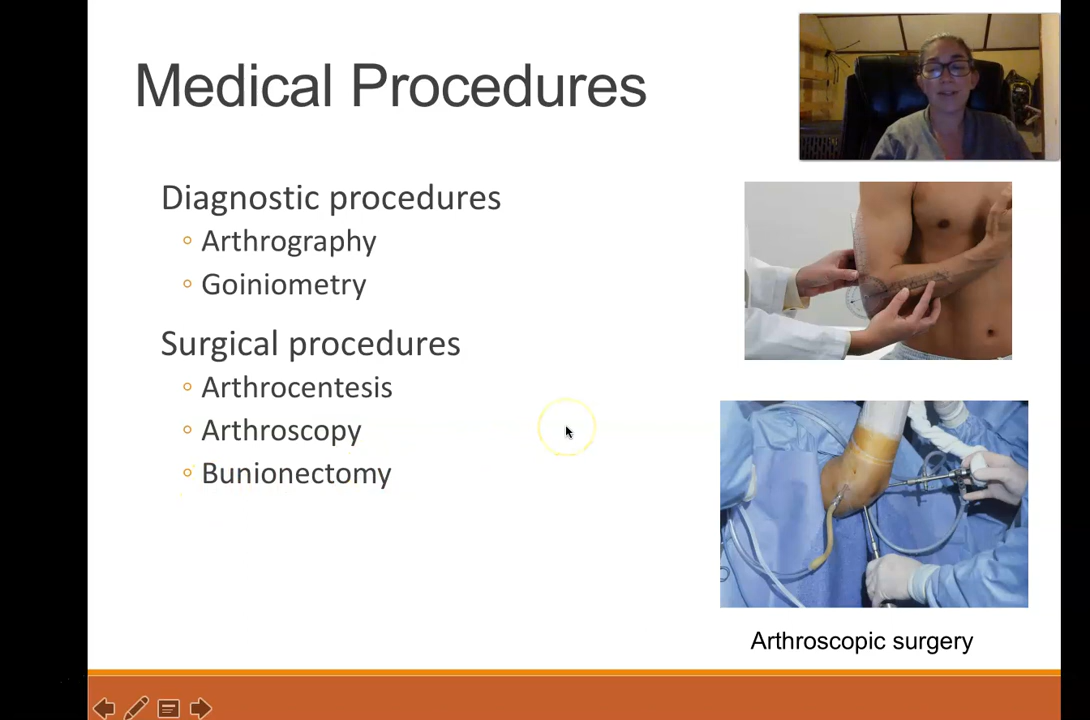 Medical Procedures
Diagnostic procedures
Arthrography
Goiniometry
Surgical procedures
Arthrocentesis
Arthroscopy
Bunionectomy
Arthroscopic surgery